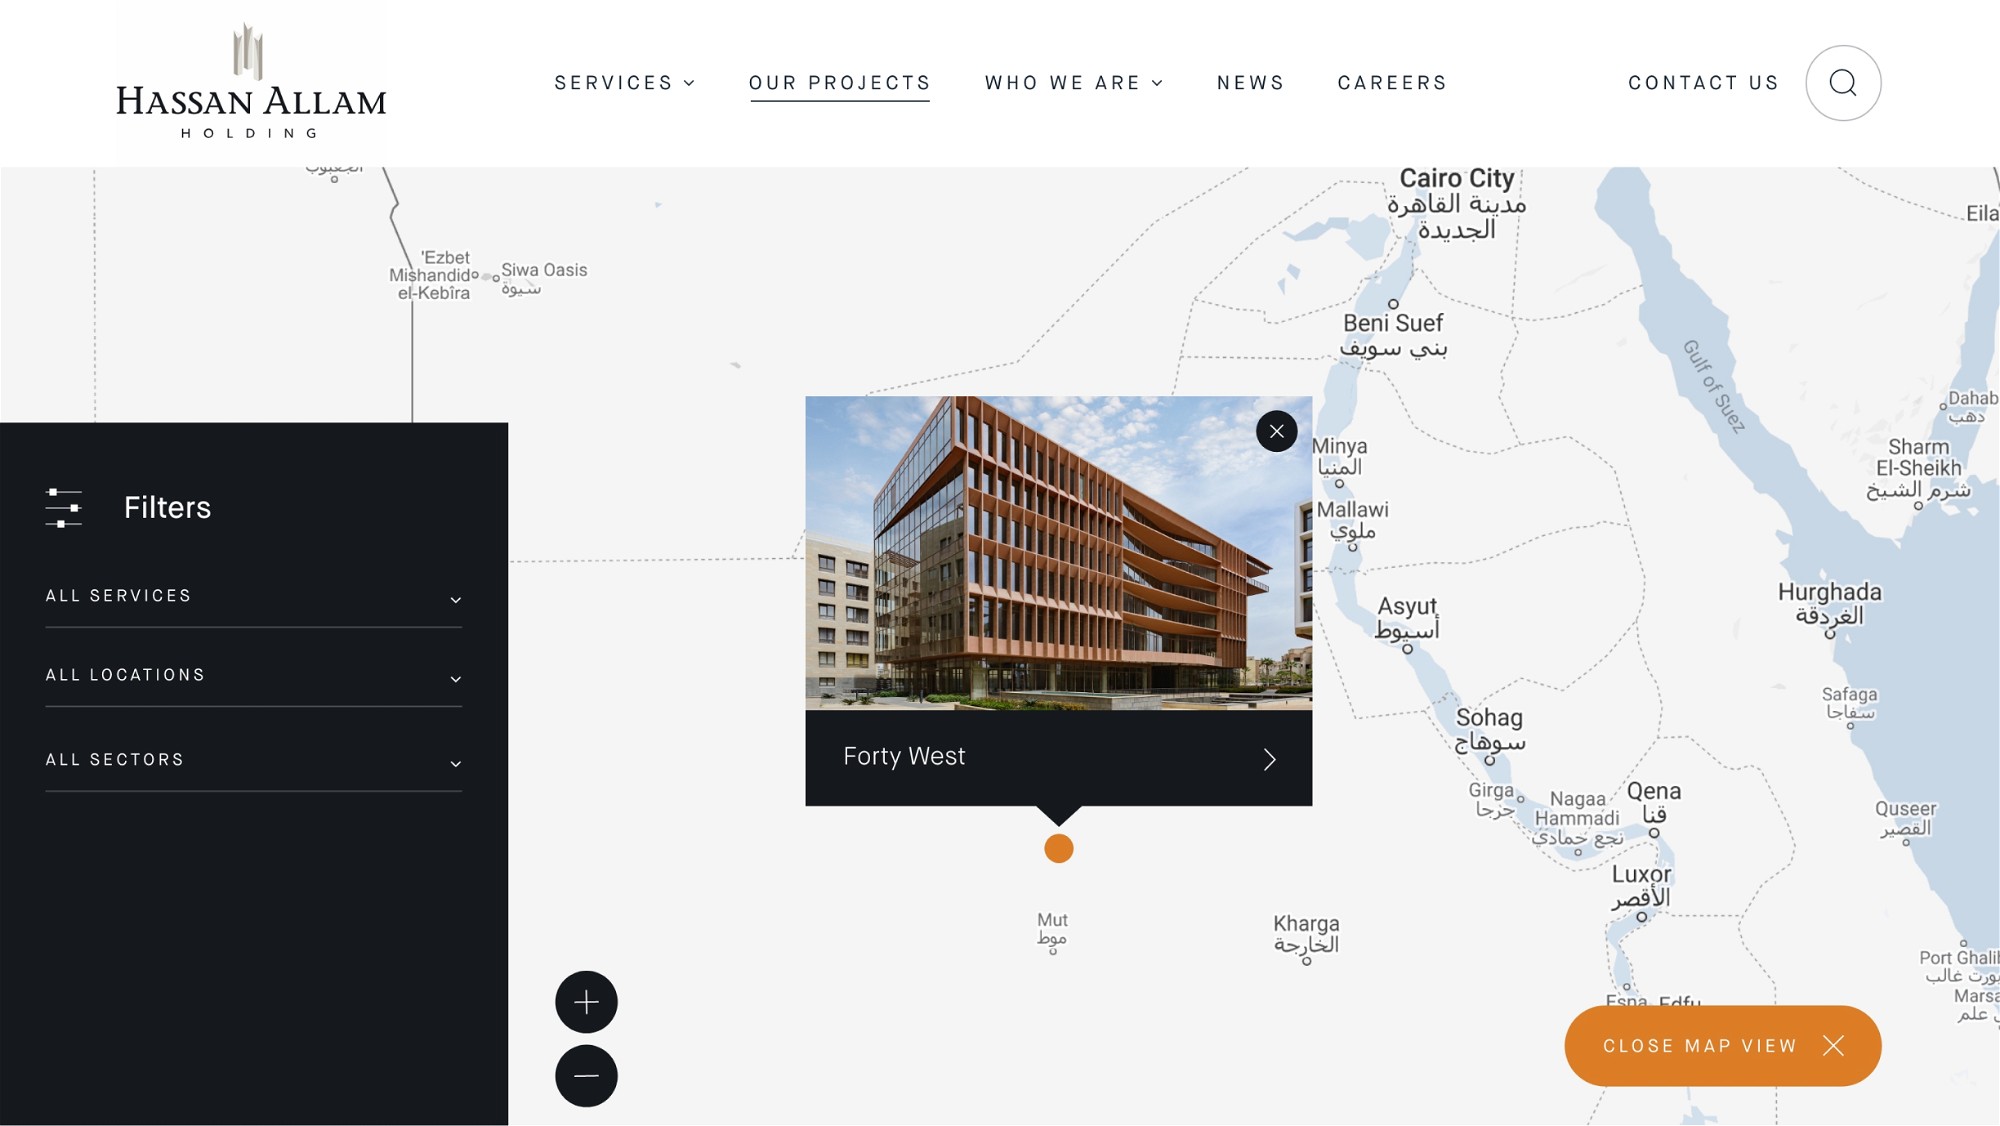 HASSAN ALLAM
HOLDING
SERVICES
OUR PROJECTS
WHO WE ARE
NEWS
CAREERS
CONTACT US
الجغبوب
Cairo City
مدينة القاهرة
الجديدة
'Ezbet
Mishandid
el-Kebîra
Siwa Oasis
سيوة
Beni Suef
بني سويف
Gulf of Suez
Dahab
دهب
Sharm
El-Sheikh
شرم الشيخ
Minya
المنيا
Mallawi
ملوي
Filters
ALL SERVICES
ALL LOCATIONS
ALL SECTORS
Asyut
أسيوط
Hurghada
الغردقة
Safaga
سفاجا
Sohag
سوهاج
Forty West
Girga
جرجا
Nagaa
Hammadi
نجع حمادي
Qena
قنا
Quseer
القصير
Luxor
الأقصر
Mut
موط
Kharga
الخارجة
Port Ghalib
بورت غالب
Esna
Edfu
CLOSE MAP VIEW